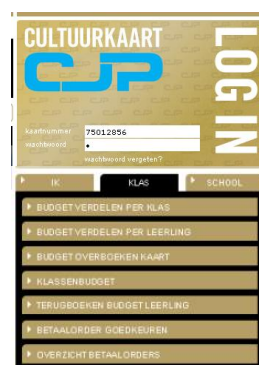 CULTUURKAART
CJP
LOG IN
kaartnummer 75012856
wachtwoord
wachtwoord vergeten?
IK KLAS SCHOOL
BUDGET VERDELEN PER KLAS
BUDGET VERDELEN PER LEERLING
BUDGET OVERBOEKEN KAART
KLASSENBUDGET
TERUGBOEKEN BUDGET LEERLING
BETAALORDER GOEDKEUREN
OVERZICHT BETAALORDERS